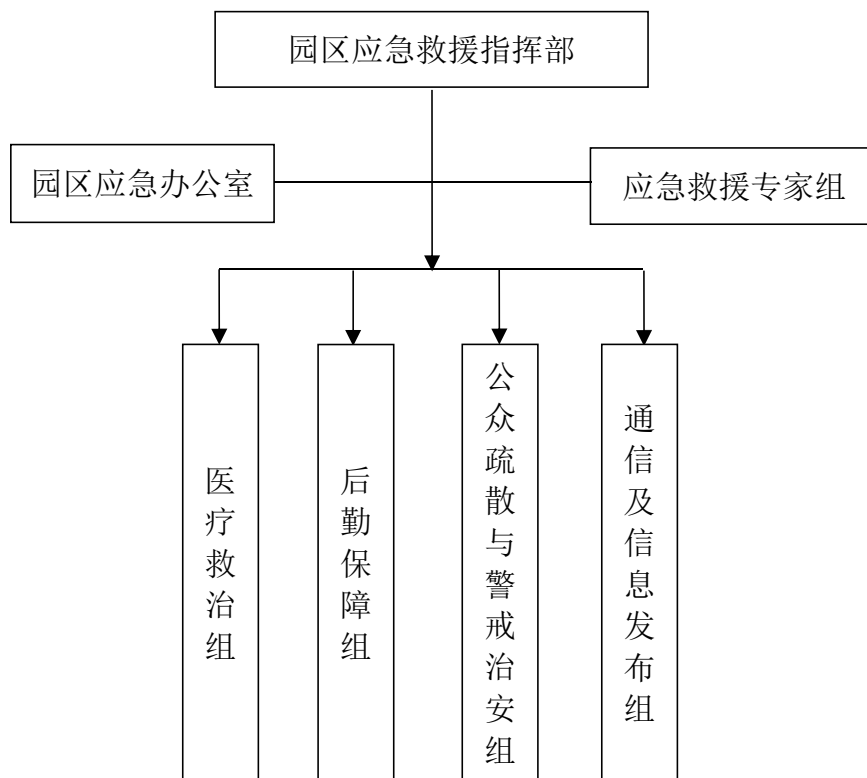 园区应急救援指挥部
园区应急办公室
应急救援专家组
医疗救治组
后勤保障组
公众疏散与警戒治安组
通信及信息发布组